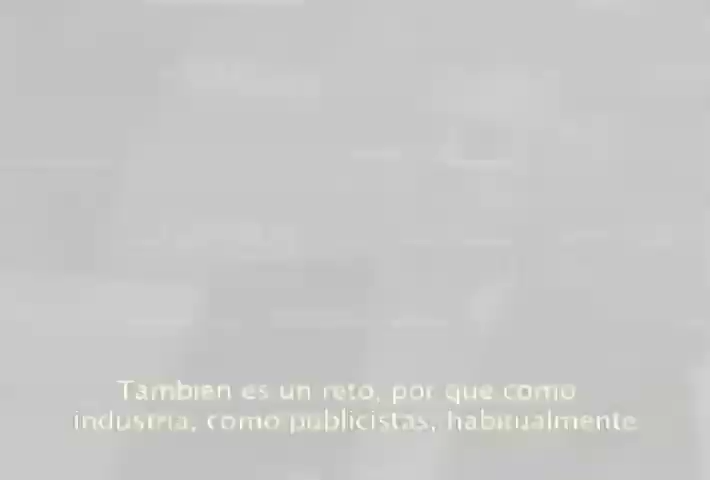 Tambien es un reto, por que como
industria, como publicistas, habitualmente